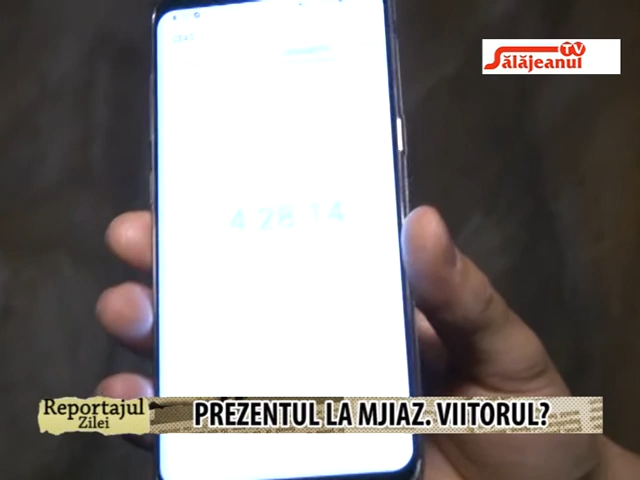 Sălăjeanul TV
4 28 14
Reportajul
Zilei
PREZENTUL LA MJIAZ. VIITORUL?